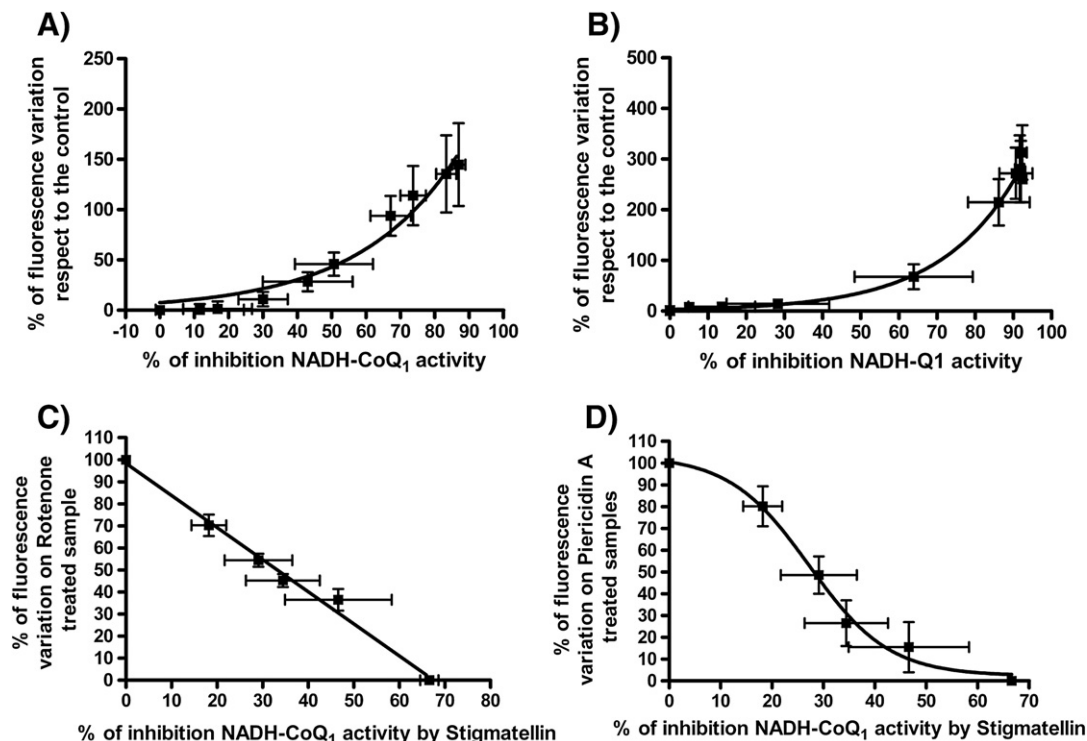 A)
% of fluorescence variation
respect to the control
250
200
150
100
50
0
-10 0 10 20 30 40 50 60 70 80 90 100
% of inhibition NADH-CoQ₁ activity
B)
% of fluorescence variation
respect to the control
500
400
300
200
100
0
0 10 20 30 40 50 60 70 80 90 100
% of inhibition NADH-Q1 activity
C)
% of fluorescence
variation on Rotenone
treated sample
110
100
90
80
70
60
50
40
30
20
10
0
0 10 20 30 40 50 60 70 80
% of inhibition NADH-CoQ₁ activity by Stigmatellin
D)
% of fluorescence
variation on Piericidin A
treated samples
110
100
90
80
70
60
50
40
30
20
10
0
0 10 20 30 40 50 60 70
% of inhibition NADH-CoQ₁ activity by Stigmatellin